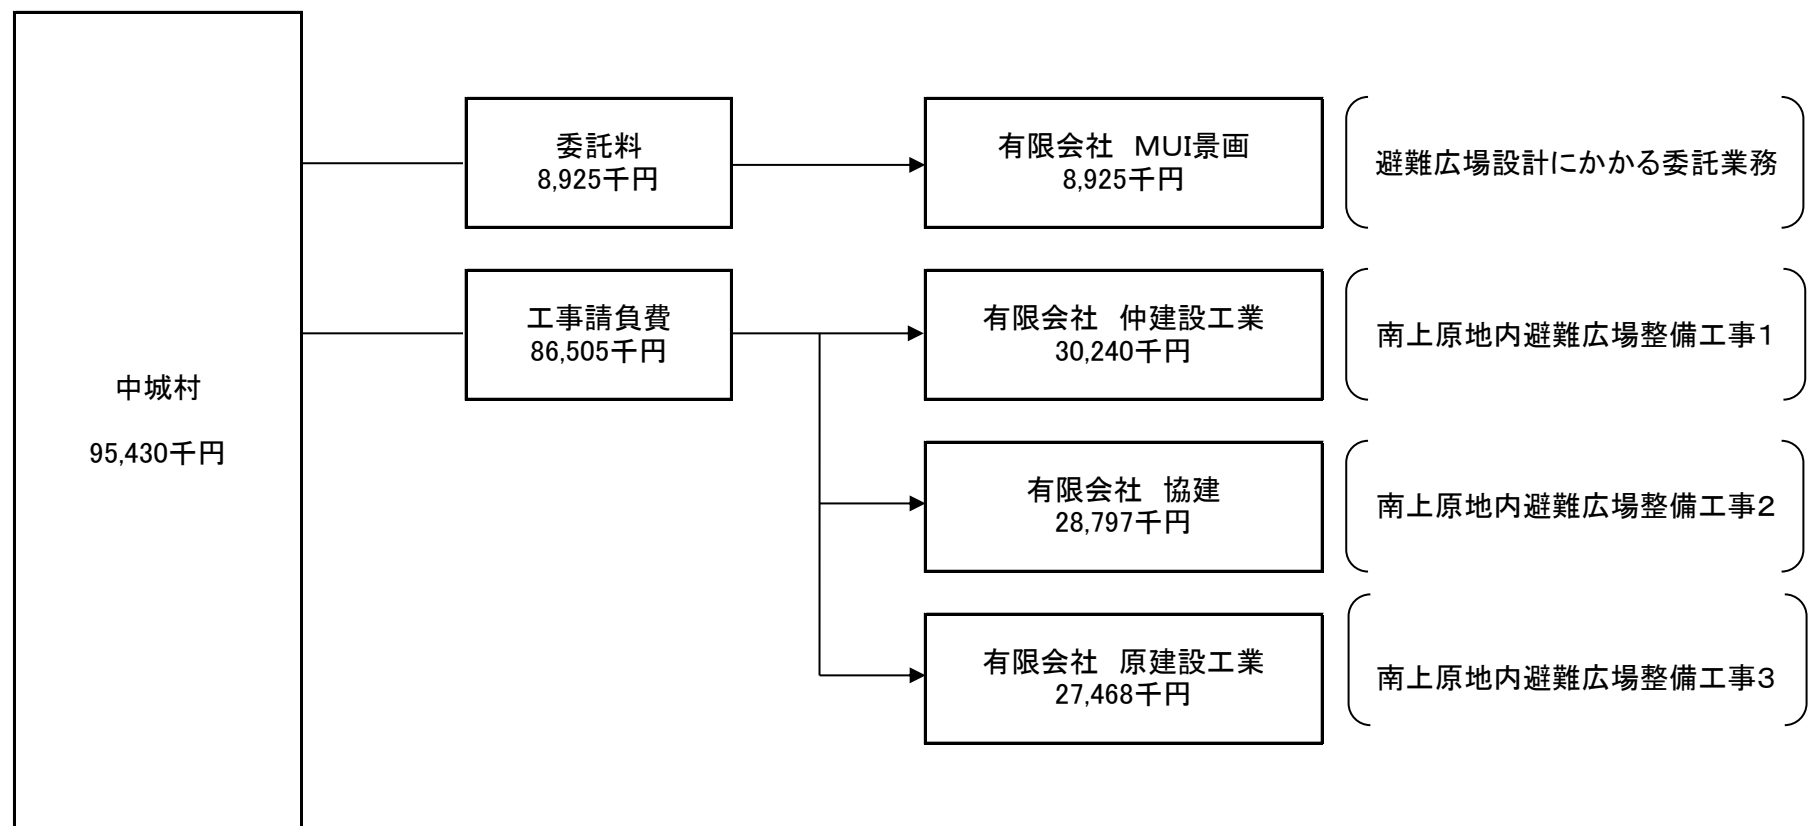 中城村
95,430千円
委託料
8,925千円
有限会社　MUI景画
8,925千円
避難広場設計にかかる委託業務
工事請負費
86,505千円
有限会社　仲建設工業
30,240千円
南上原地内避難広場整備工事1
有限会社　協建
28,797千円
南上原地内避難広場整備工事2
有限会社　原建設工業
27,468千円
南上原地内避難広場整備工事3